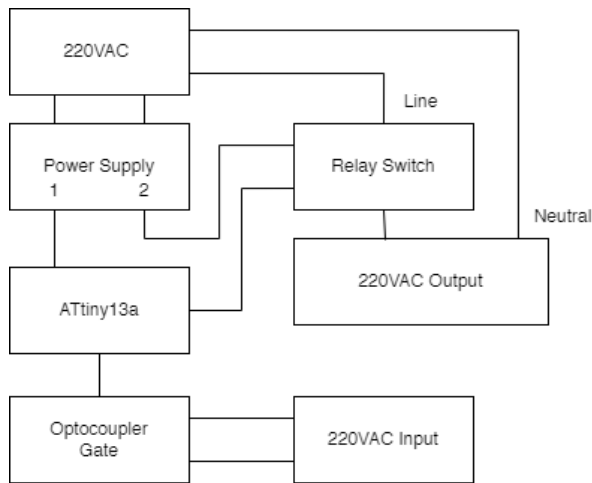 220VAC
Line
Power Supply
1 2
Relay Switch
Neutral
220VAC Output
ATtiny13a
Optocoupler
Gate
220VAC Input